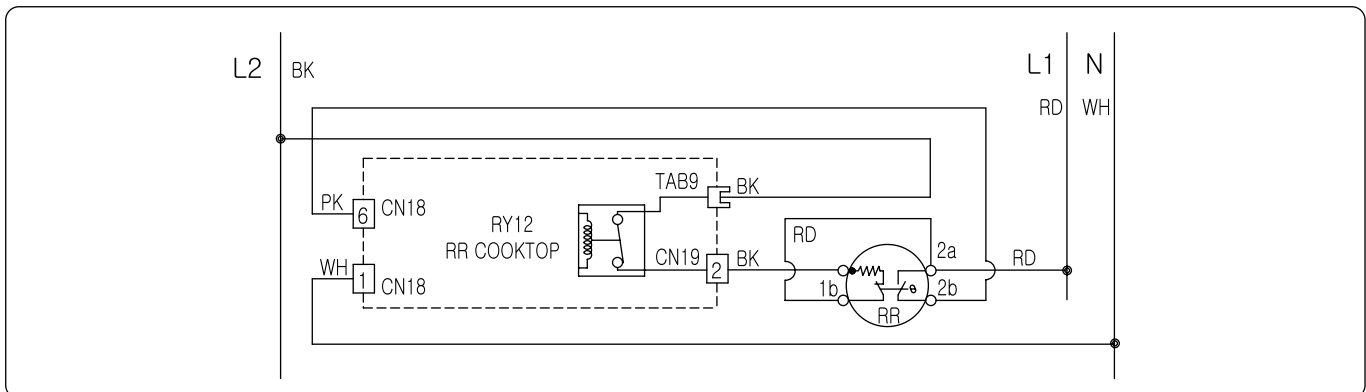 L2
BK
L1
N
RD
WH
PK
6
CN18
TAB9
BK
RY12
RR COOKTOP
WH
1
CN18
CN19
2
BK
RD
2a
RD
1b
2b
RR